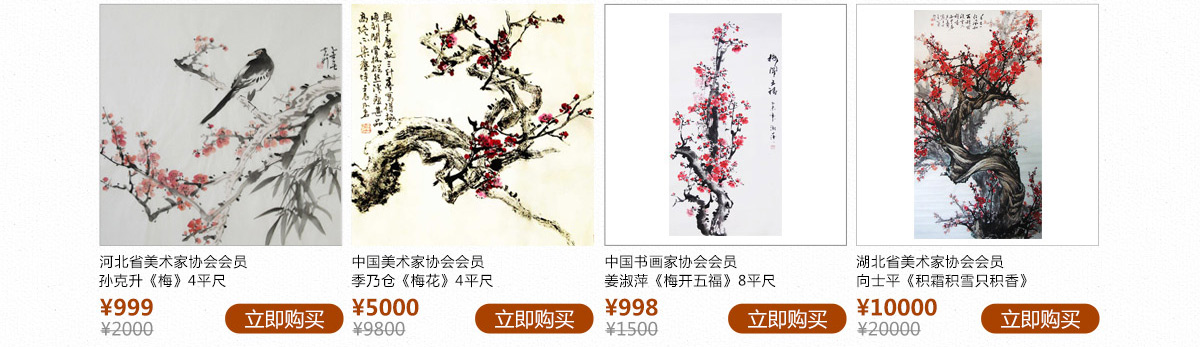 梅开五福
河北省美术家协会会员
孙克升《梅》4平尺
¥999
¥2000
立即购买
中国美术家协会会员
季乃仓《梅花》4平尺
¥5000
¥9800
立即购买
中国书画家协会会员
姜淑萍《梅开五福》8平尺
¥998
¥1500
立即购买
湖北省美术家协会会员
向士平《积霜积雪只积香》
¥10000
¥20000
立即购买